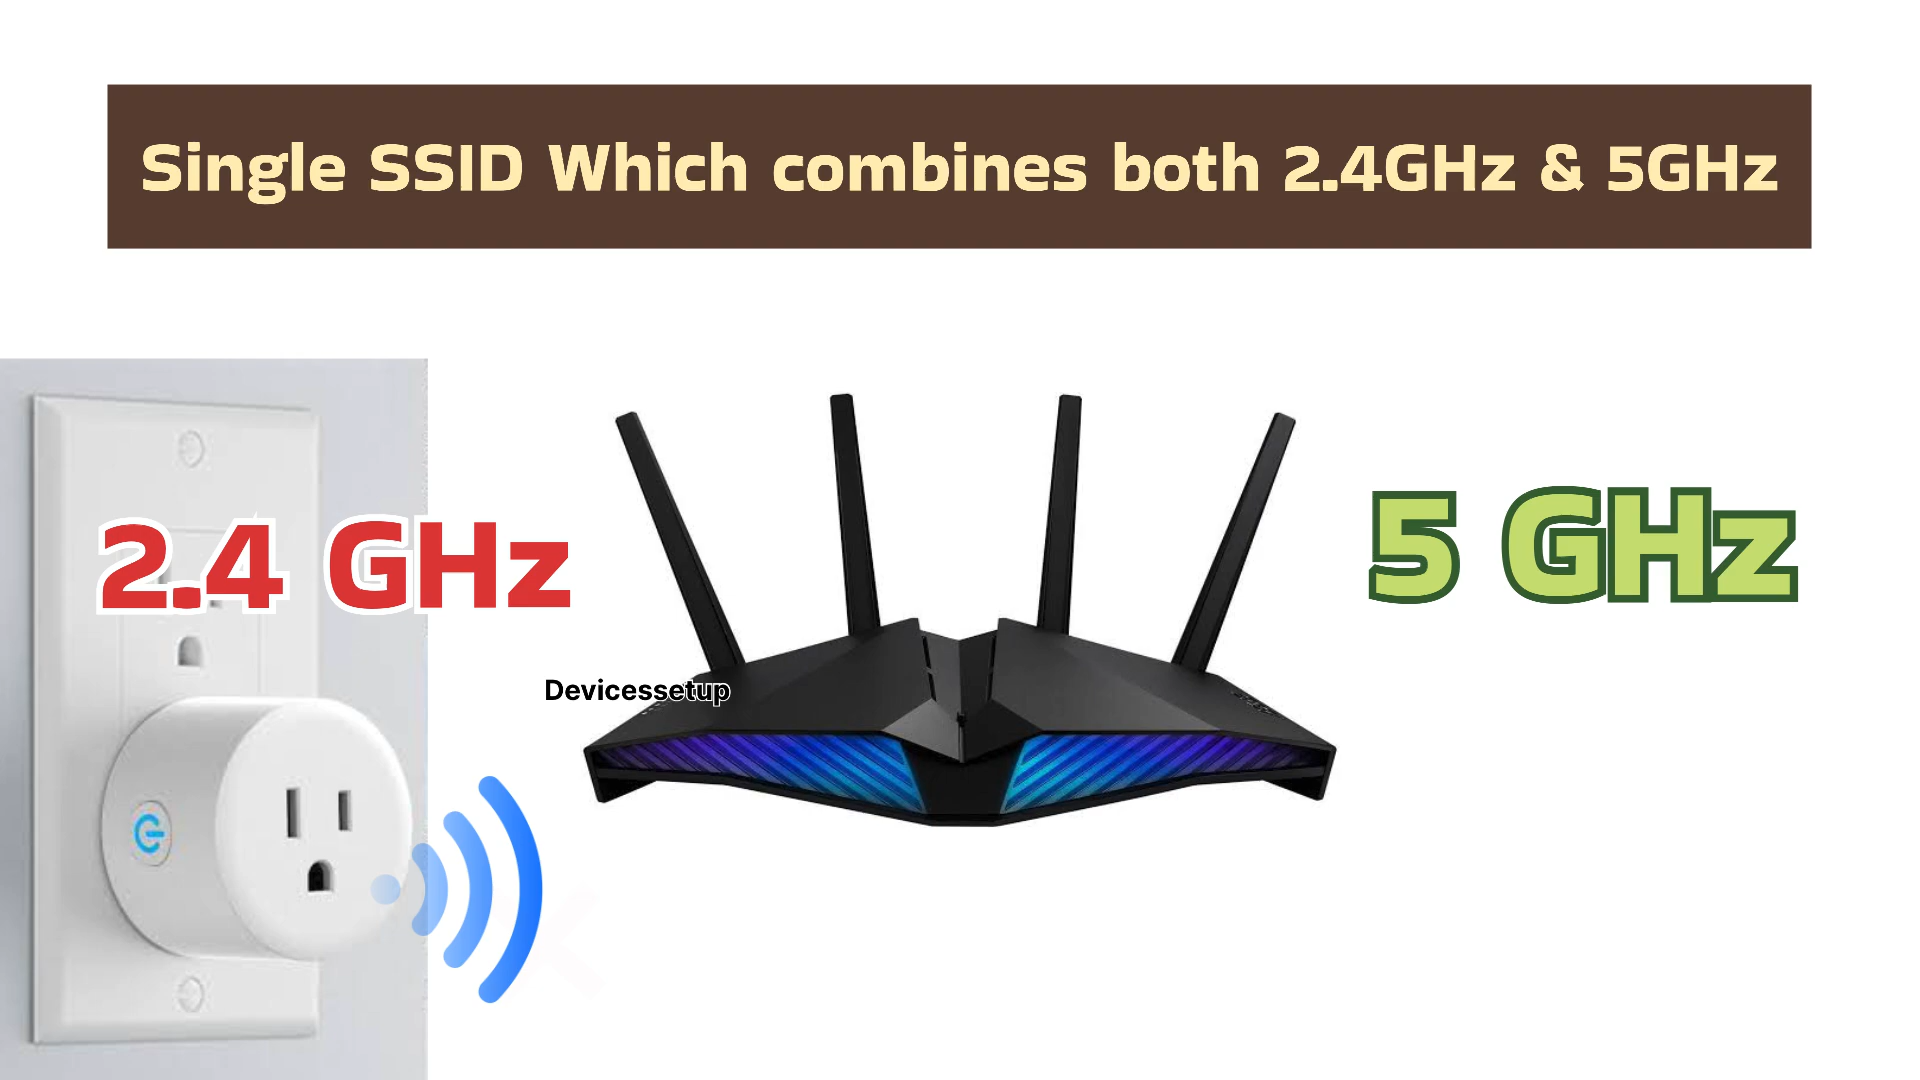 Single SSID Which combines both 2.4GHz & 5GHz
2.4 GHz
5 GHz
Devicessetup